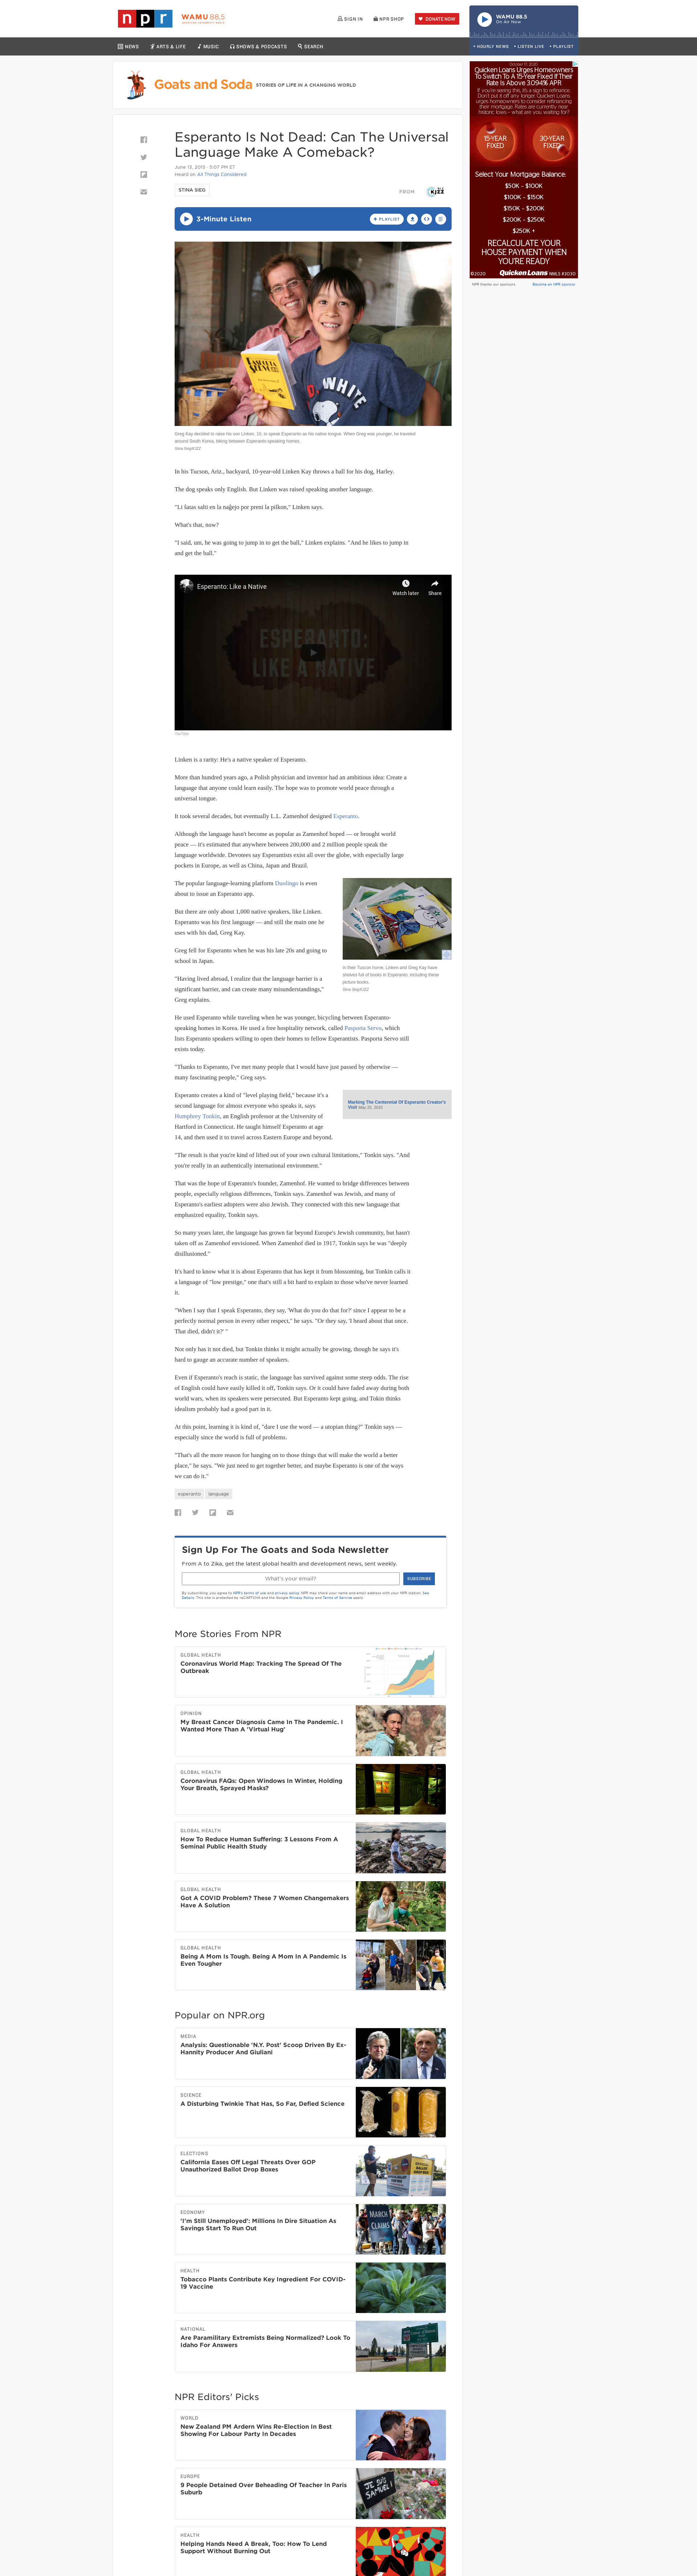 npr WAMU 88.5
AMERICAN UNIVERSITY RADIO
SIGN IN
NPR SHOP
DONATE NOW
WAMU 88.5
On Air Now
NEWS
ARTS & LIFE
MUSIC
SHOWS & PODCASTS
SEARCH
HOURLY NEWS
LISTEN LIVE
PLAYLIST
Goats and Soda STORIES OF LIFE IN A CHANGING WORLD
October 17, 2020
Quicken Loans Urges Homeowners
To Switch To A 15-Year Fixed If Their
Rate Is Above 3.094% APR
If you're seeing this, it's a sign refinance.
Don't put it off any longer. Quicken Loans
urges homeowners to consider refinancing
their mortgage. Rates are currently near
historic lows – what are you waiting for?
15-YEAR
FIXED
30-YEAR
FIXED
Select Your Mortgage Balance:
$50K - $100K
$100K - $150K
$150K - $200K
$200K - $250K
$250K +
RECALCULATE YOUR
HOUSE PAYMENT WHEN
YOU'RE READY
©2020 Quicken Loans NMLS #3030
NPR thanks our sponsors
Become an NPR sponsor
Esperanto Is Not Dead: Can The Universal
Language Make A Comeback?
June 13, 2015 · 5:07 PM ET
Heard on All Things Considered
STINA SIEG
FROM KJZZ
3-Minute Listen
+ PLAYLIST
WHITE
Greg Kay decided to raise his son Linken, 10, to speak Esperanto as his native tongue. When Greg was younger, he traveled
around South Korea, biking between Esperanto-speaking homes.
Stina Sieg/KJZZ
In his Tucson, Ariz., backyard, 10-year-old Linken Kay throws a ball for his dog, Harley.
The dog speaks only English. But Linken was raised speaking another language.
"Li ŝatas salti en la naĝejo por preni la pilkon," Linken says.
What's that, now?
"I said, um, he was going to jump in to get the ball," Linken explains. "And he likes to jump in
and get the ball."
Esperanto: Like a Native
Watch later
Share
ESPERANTO:
LIKE A NATIVE
YouTube
Linken is a rarity: He's a native speaker of Esperanto.
More than hundred years ago, a Polish physician and inventor had an ambitious idea: Create a
language that anyone could learn easily. The hope was to promote world peace through a
universal tongue.
It took several decades, but eventually L.L. Zamenhof designed Esperanto.
Although the language hasn't become as popular as Zamenhof hoped — or brought world
peace — it's estimated that anywhere between 200,000 and 2 million people speak the
language worldwide. Devotees say Esperantists exist all over the globe, with especially large
pockets in Europe, as well as China, Japan and Brazil.
The popular language-learning platform Duolingo is even
about to issue an Esperanto app.
But there are only about 1,000 native speakers, like Linken.
Esperanto was his first language — and still the main one he
uses with his dad, Greg Kay.
Greg fell for Esperanto when he was his late 20s and going to
school in Japan.
"Having lived abroad, I realize that the language barrier is a
significant barrier, and can create many misunderstandings,"
Greg explains.
In their Tuscon home, Linken and Greg Kay have
shelves full of books in Esperanto, including these
picture books.
Stina Sieg/KJZZ
He used Esperanto while traveling when he was younger, bicycling between Esperanto-
speaking homes in Korea. He used a free hospitality network, called Pasporta Servo, which
lists Esperanto speakers willing to open their homes to fellow Esperantists. Pasporta Servo still
exists today.
"Thanks to Esperanto, I've met many people that I would have just passed by otherwise —
many fascinating people," Greg says.
Esperanto creates a kind of "level playing field," because it's a
second language for almost everyone who speaks it, says
Humphrey Tonkin, an English professor at the University of
Hartford in Connecticut. He taught himself Esperanto at age
14, and then used it to travel across Eastern Europe and beyond.
Marking The Centennial Of Esperanto Creator's
Visit May 25, 2010
"The result is that you're kind of lifted out of your own cultural limitations," Tonkin says. "And
you're really in an authentically international environment."
That was the hope of Esperanto's founder, Zamenhof. He wanted to bridge differences between
people, especially religious differences, Tonkin says. Zamenhof was Jewish, and many of
Esperanto's earliest adopters were also Jewish. They connected with this new language that
emphasized equality, Tonkin says.
So many years later, the language has grown far beyond Europe's Jewish community, but hasn't
taken off as Zamenhof envisioned. When Zamenhof died in 1917, Tonkin says he was "deeply
disillusioned."
It's hard to know what it is about Esperanto that has kept it from blossoming, but Tonkin calls it
a language of "low prestige," one that's still a bit hard to explain to those who've never learned
it.
"When I say that I speak Esperanto, they say, 'What do you do that for?' since I appear to be a
perfectly normal person in every other respect," he says. "Or they say, 'I heard about that once.
That died, didn't it?' "
Not only has it not died, but Tonkin thinks it might actually be growing, though he says it's
hard to gauge an accurate number of speakers.
Even if Esperanto's reach is static, the language has survived against some steep odds. The rise
of English could have easily killed it off, Tonkin says. Or it could have faded away during both
world wars, when its speakers were persecuted. But Esperanto kept going, and Tokin thinks
idealism probably had a good part in it.
At this point, learning it is kind of, "dare I use the word — a utopian thing?" Tonkin says —
especially since the world is full of problems.
"That's all the more reason for hanging on to those things that will make the world a better
place," he says. "We just need to get together better, and maybe Esperanto is one of the ways
we can do it."
esperanto
language
Sign Up For The Goats and Soda Newsletter
From A to Zika, get the latest global health and development news, sent weekly.
What's your email?
SUBSCRIBE
By subscribing, you agree to NPR's terms of use and privacy policy. NPR may share your name and email address with your NPR station. See
Details. This site is protected by reCAPTCHA and the Google Privacy Policy and Terms of Service apply.
More Stories From NPR
GLOBAL HEALTH
Coronavirus World Map: Tracking The Spread Of The
Outbreak
OPINION
My Breast Cancer Diagnosis Came In The Pandemic. I
Wanted More Than A 'Virtual Hug'
GLOBAL HEALTH
Coronavirus FAQs: Open Windows In Winter, Holding
Your Breath, Sprayed Masks?
GLOBAL HEALTH
How To Reduce Human Suffering: 3 Lessons From A
Seminal Public Health Study
GLOBAL HEALTH
Got A COVID Problem? These 7 Women Changemakers
Have A Solution
GLOBAL HEALTH
Being A Mom Is Tough. Being A Mom In A Pandemic Is
Even Tougher
Popular on NPR.org
MEDIA
Analysis: Questionable 'N.Y. Post' Scoop Driven By Ex-
Hannity Producer And Giuliani
SCIENCE
A Disturbing Twinkie That Has, So Far, Defied Science
ELECTIONS
California Eases Off Legal Threats Over GOP
Unauthorized Ballot Drop Boxes
ECONOMY
'I'm Still Unemployed': Millions In Dire Situation As
Savings Start To Run Out
MARCH
CLAIMS
HEALTH
Tobacco Plants Contribute Key Ingredient For COVID-
19 Vaccine
NATIONAL
Are Paramilitary Extremists Being Normalized? Look To
Idaho For Answers
NPR Editors' Picks
WORLD
New Zealand PM Ardern Wins Re-Election In Best
Showing For Labour Party In Decades
EUROPE
9 People Detained Over Beheading Of Teacher In Paris
Suburb
JE SUIS
SAMUEL
HEALTH
Helping Hands Need A Break, Too: How To Lend
Support Without Burning Out